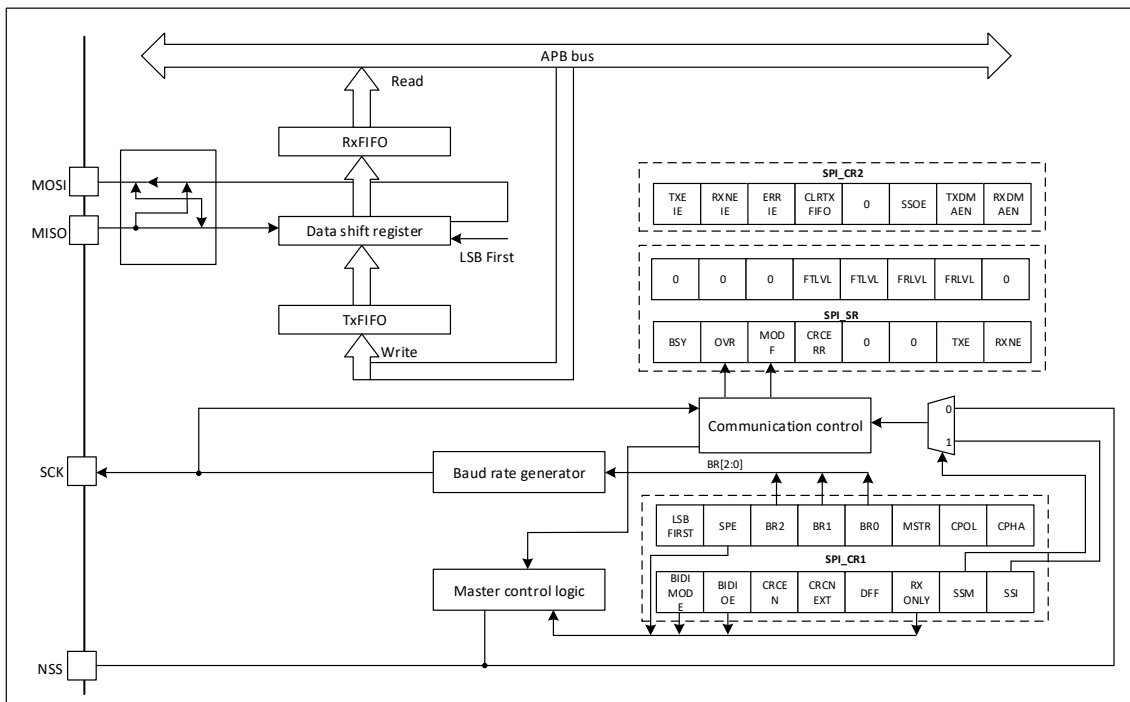 APB bus
Read
RxFIFO
MOSI
MISO
Data shift register
LSB First
TxFIFO
Write
SPI_CR2
TXE
IE
RXNE
IE
ERR
IE
CLRTX
FIFO
0
SSOE
TXDM
AEN
RXDM
AEN
0
0
0
FTLVL
FTLVL
FRLVL
FRLVL
0
SPI_SR
BSY
OVR
MOD
F
CRCE
RR
0
0
TXE
RXNE
Communication control
0
1
SCK
Baud rate generator
BR[2:0]
LSB
FIRST
SPE
BR2
BR1
BR0
MSTR
CPOL
CPHA
SPI_CR1
Master control logic
BIDI
MOD
E
BIDI
OE
CRCE
N
CRCN
EXT
DFF
RX
ONLY
SSM
SSI
NSS